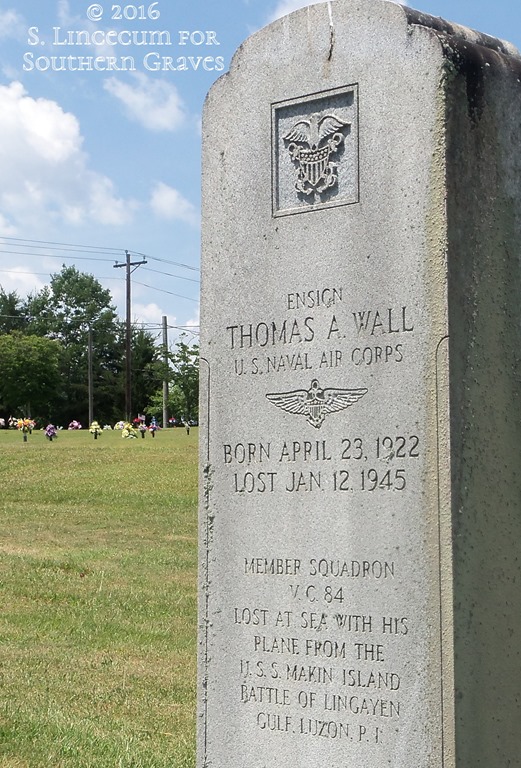 © 2016
S. Lincecum for
Southern Graves
ENSIGN
THOMAS A. WALL
U. S. NAVAL AIR CORPS
BORN APRIL 23, 1922
LOST JAN. 12, 1945
MEMBER SQUADRON
V. C. 84
LOST AT SEA WITH HIS
PLANE FROM THE
U. S. S. MAKIN ISLAND
BATTLE OF LINGAYEN
GULF, LUZON, P. I.